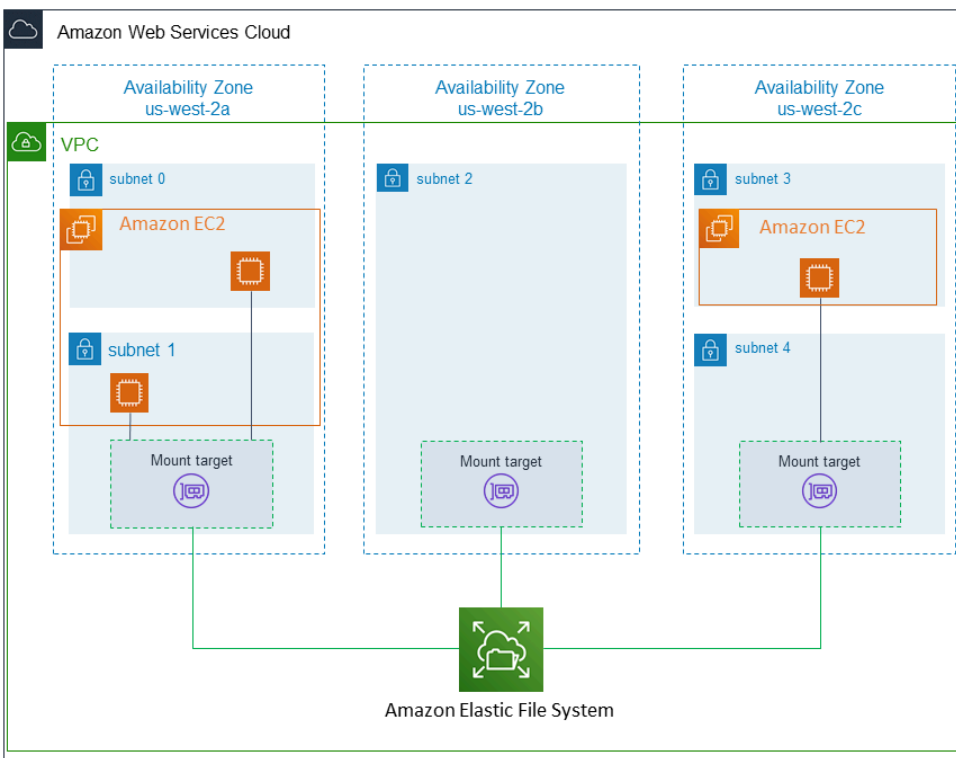 Amazon Web Services Cloud
Availability Zone
us-west-2a
Availability Zone
us-west-2b
Availability Zone
us-west-2c
VPC
subnet 0
subnet 2
subnet 3
Amazon EC2
Amazon EC2
subnet 1
subnet 4
Mount target
Mount target
Mount target
Amazon Elastic File System